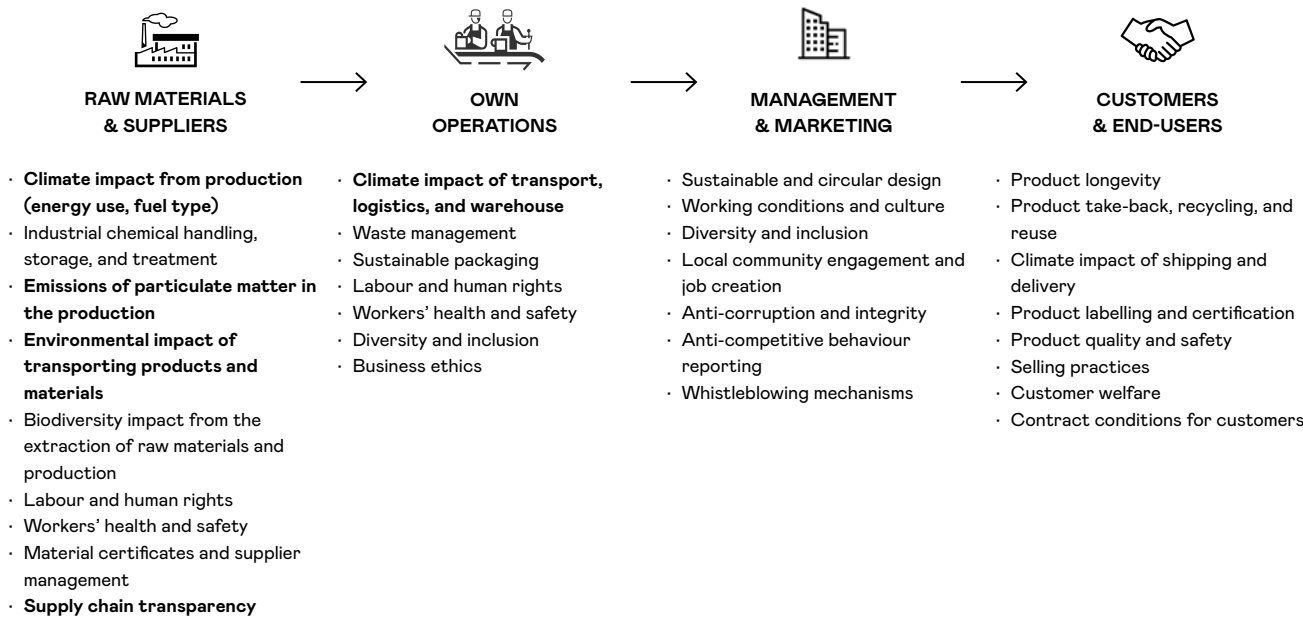 RAW MATERIALS
& SUPPLIERS
· Climate impact from production
(energy use, fuel type)
· Industrial chemical handling,
storage, and treatment
· Emissions of particulate matter in
the production
· Environmental impact of
transporting products and
materials
· Biodiversity impact from the
extraction of raw materials and
production
· Labour and human rights
· Workers’ health and safety
· Material certificates and supplier
management
· Supply chain transparency
OWN
OPERATIONS
· Climate impact of transport,
logistics, and warehouse
· Waste management
· Sustainable packaging
· Labour and human rights
· Workers’ health and safety
· Diversity and inclusion
· Business ethics
MANAGEMENT
& MARKETING
· Sustainable and circular design
· Working conditions and culture
· Diversity and inclusion
· Local community engagement and
job creation
· Anti-corruption and integrity
· Anti-competitive behaviour
reporting
· Whistleblowing mechanisms
CUSTOMERS
& END-USERS
· Product longevity
· Product take-back, recycling, and
reuse
· Climate impact of shipping and
delivery
· Product labelling and certification
· Product quality and safety
· Selling practices
· Customer welfare
· Contract conditions for customers